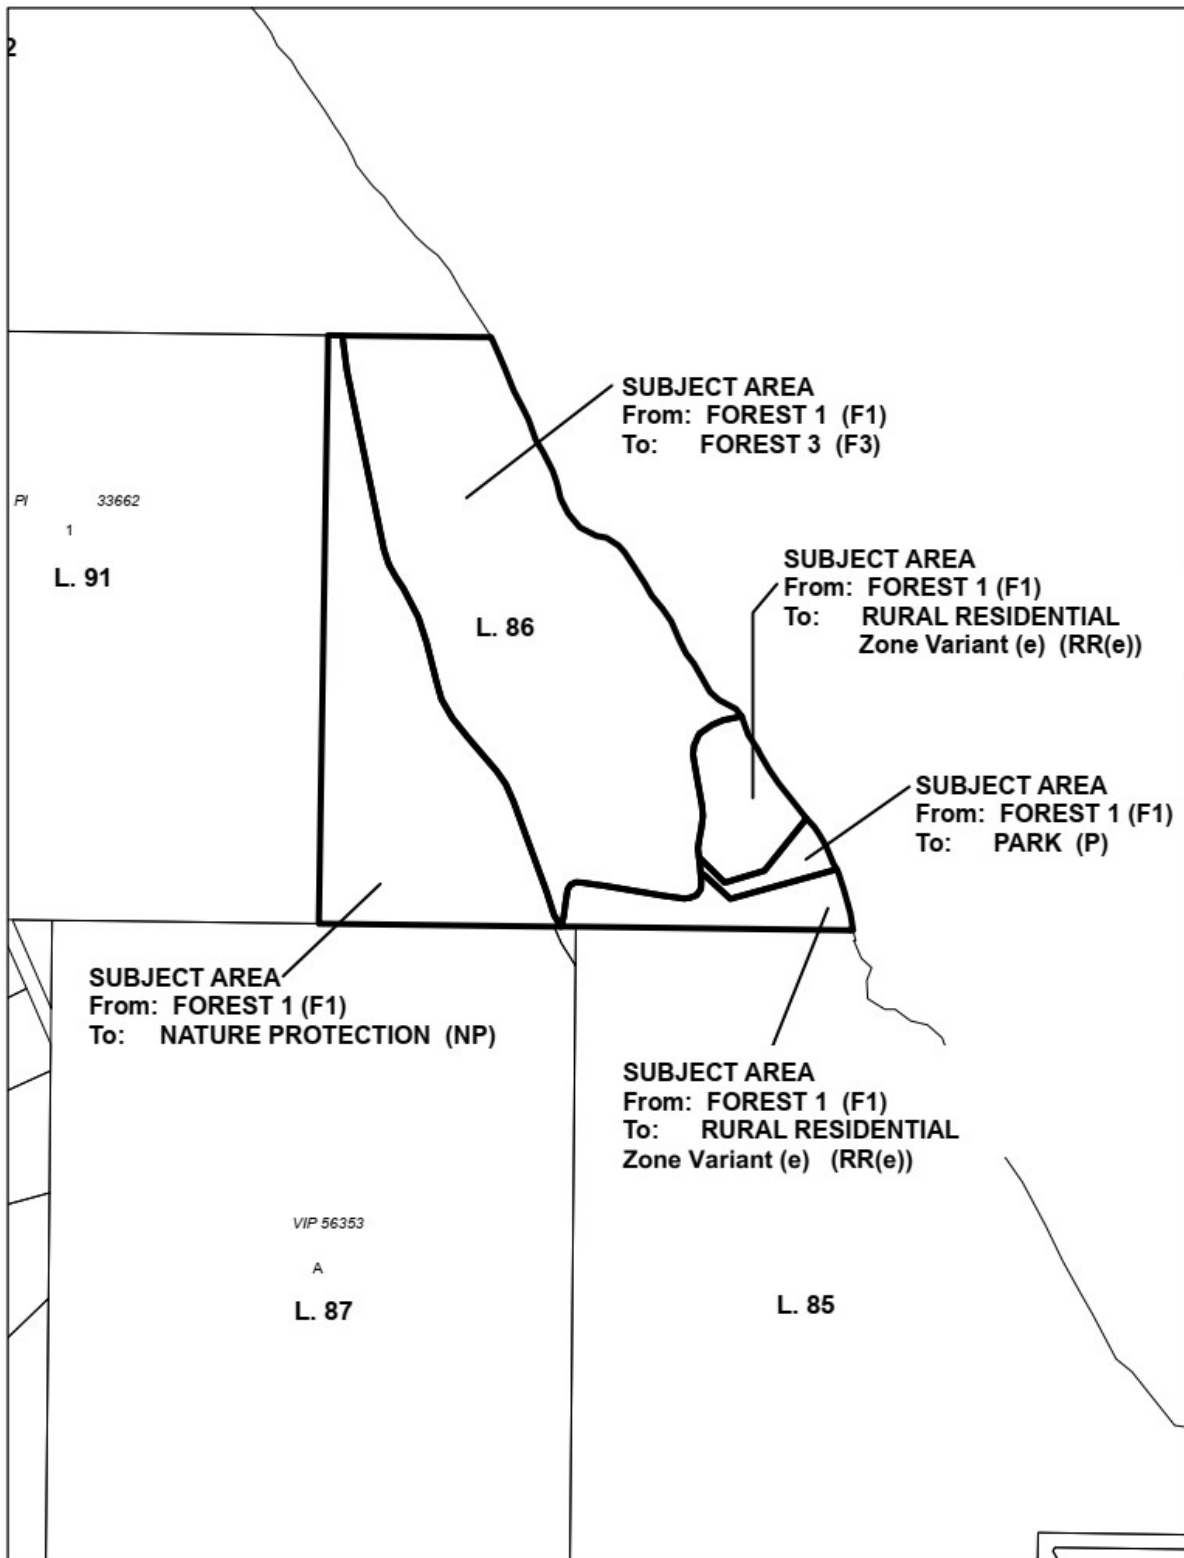 2
SUBJECT AREA
From: FOREST 1 (F1)
To: FOREST 3 (F3)
PI 33662
1
L. 91
SUBJECT AREA
From: FOREST 1 (F1)
To: RURAL RESIDENTIAL
Zone Variant (e) (RR(e))
L. 86
SUBJECT AREA
From: FOREST 1 (F1)
To: PARK (P)
SUBJECT AREA
From: FOREST 1 (F1)
To: NATURE PROTECTION (NP)
SUBJECT AREA
From: FOREST 1 (F1)
To: RURAL RESIDENTIAL
Zone Variant (e) (RR(e))
VIP 56353
A
L. 87
L. 85